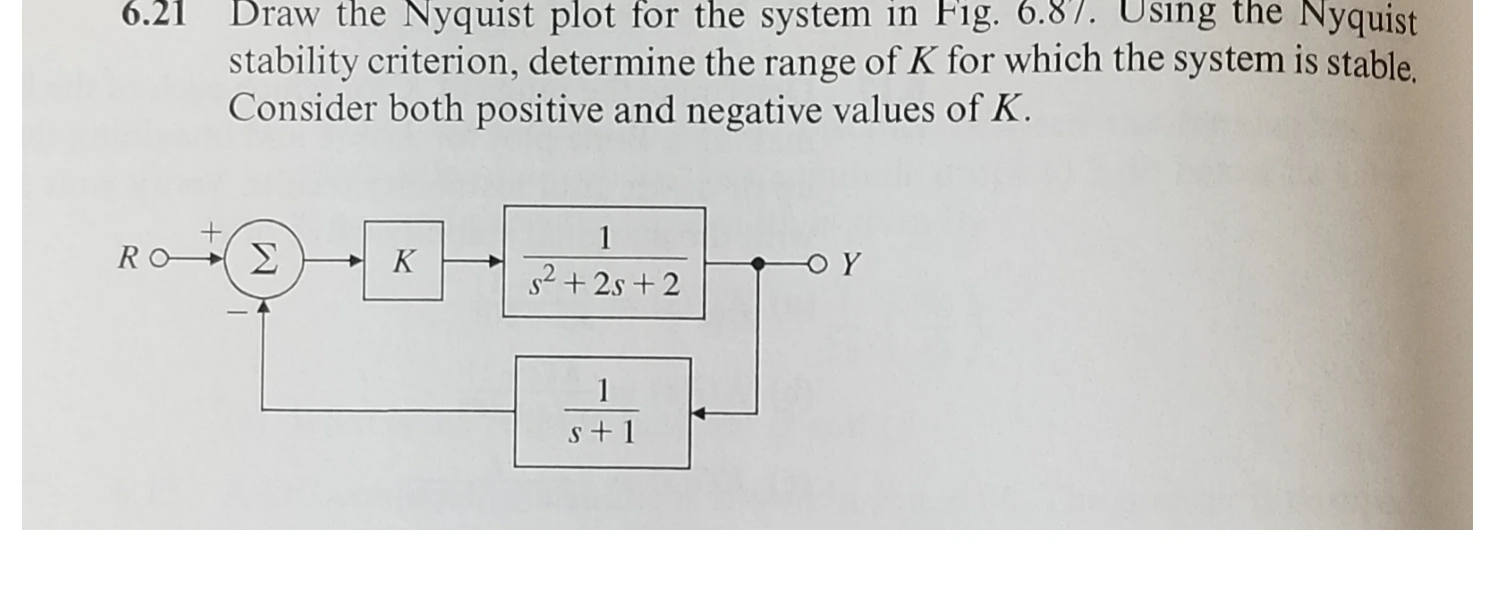 6.21 Draw the Nyquist plot for the system in Fig. 6.87. Using the Nyquist
stability criterion, determine the range of K for which the system is stable.
Consider both positive and negative values of K.
R + Σ K 1 / s² + 2s + 2 Y
−
1 / s + 1